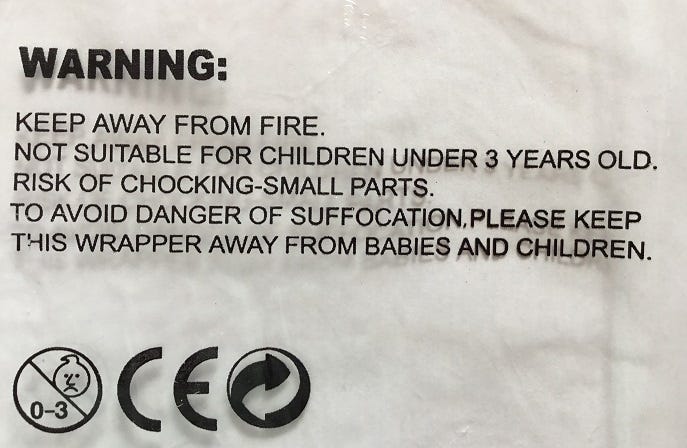 WARNING:
KEEP AWAY FROM FIRE.
NOT SUITABLE FOR CHILDREN UNDER 3 YEARS OLD.
RISK OF CHOCKING-SMALL PARTS.
TO AVOID DANGER OF SUFFOCATION,PLEASE KEEP
THIS WRAPPER AWAY FROM BABIES AND CHILDREN.
0-3 CE